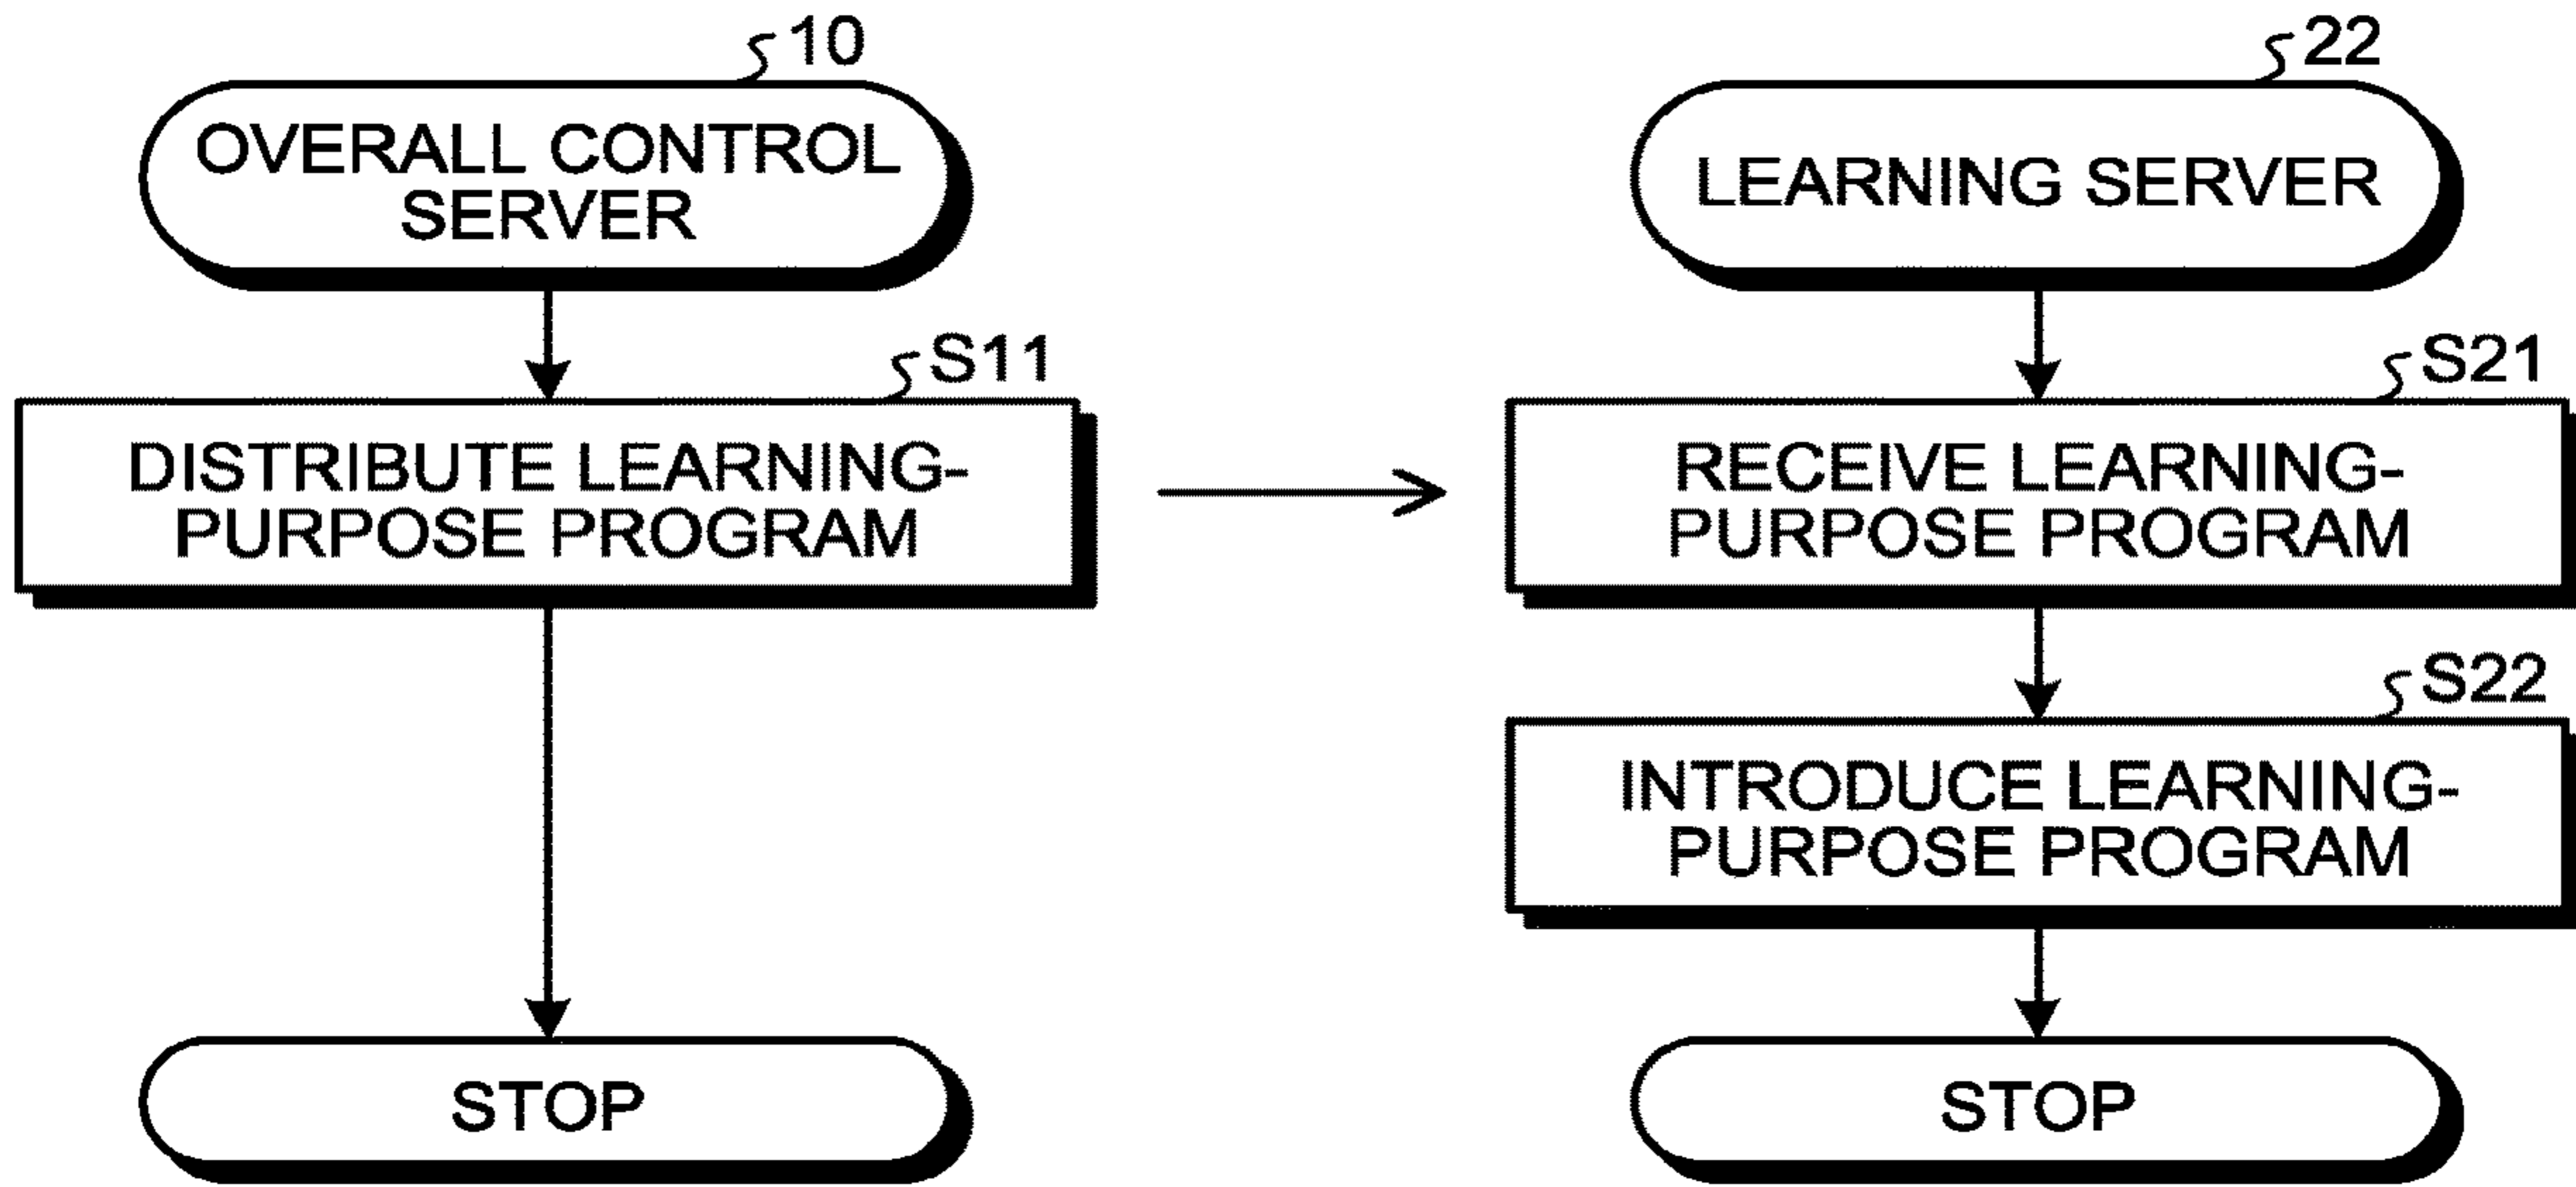 10
OVERALL CONTROL
SERVER
S11
DISTRIBUTE LEARNING-
PURPOSE PROGRAM
STOP
22
LEARNING SERVER
S21
RECEIVE LEARNING-
PURPOSE PROGRAM
S22
INTRODUCE LEARNING-
PURPOSE PROGRAM
STOP